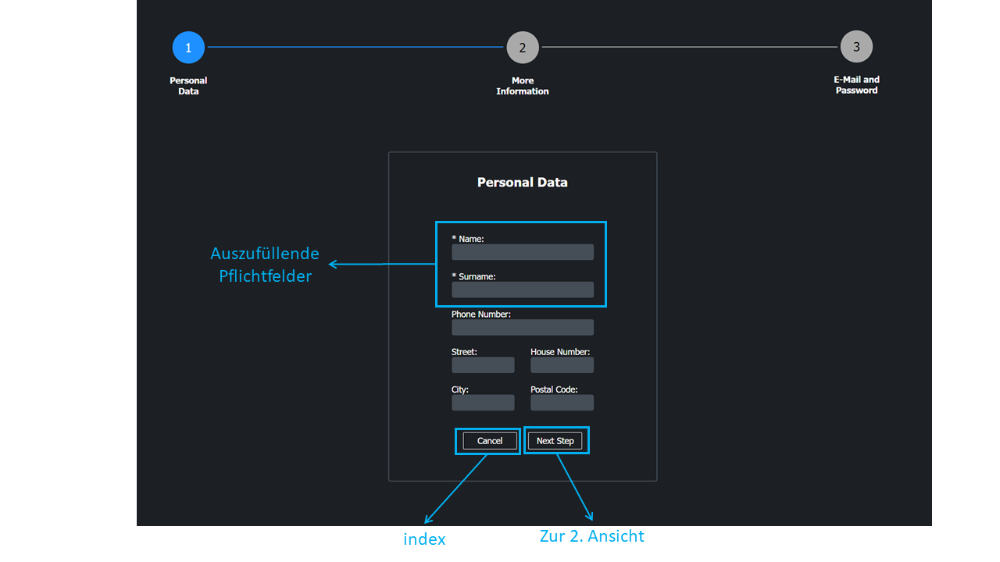 1
2
3
Personal
Data
More
Information
E-Mail and
Password
Personal Data
* Name:
Auszufüllende
Pflichtfelder
* Surname:
Phone Number:
Street:
House Number:
City:
Postal Code:
Cancel
Next Step
index
Zur 2. Ansicht